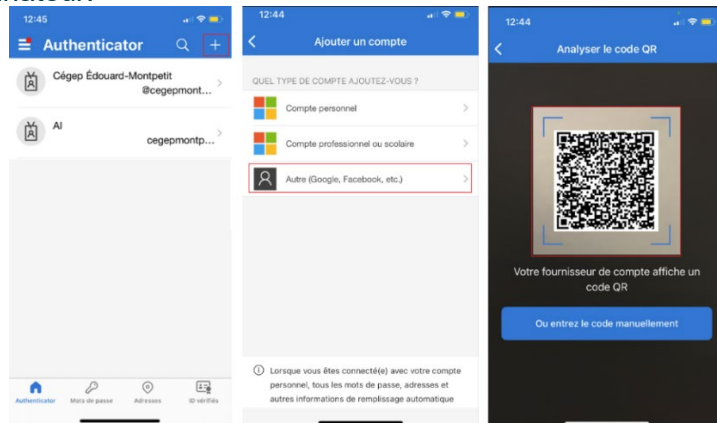 12:45
Authenticator
Cégep Édouard-Montpetit
@cegepmont...
Al
cegepmontp...
Authenticator
Mots de passe
Adresses
ID vérifiés
12:44
Ajouter un compte
QUEL TYPE DE COMPTE AJOUTEZ-VOUS ?
Compte personnel
Compte professionnel ou scolaire
Autre (Google, Facebook, etc.)
Lorsque vous êtes connecté(e) avec votre compte
personnel, tous les mots de passe, adresses et
autres informations de remplissage automatique
12:44
Analyser le code QR
Votre fournisseur de compte affiche un
code QR
Ou entrez le code manuellement